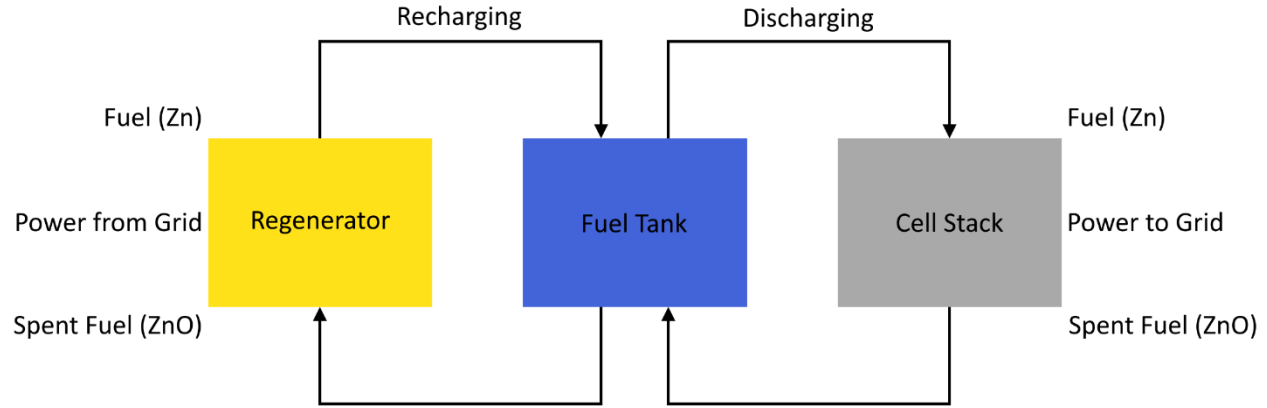 Recharging
Discharging
Fuel (Zn)
Fuel (Zn)
Power from Grid
Regenerator
Fuel Tank
Cell Stack
Power to Grid
Spent Fuel (ZnO)
Spent Fuel (ZnO)